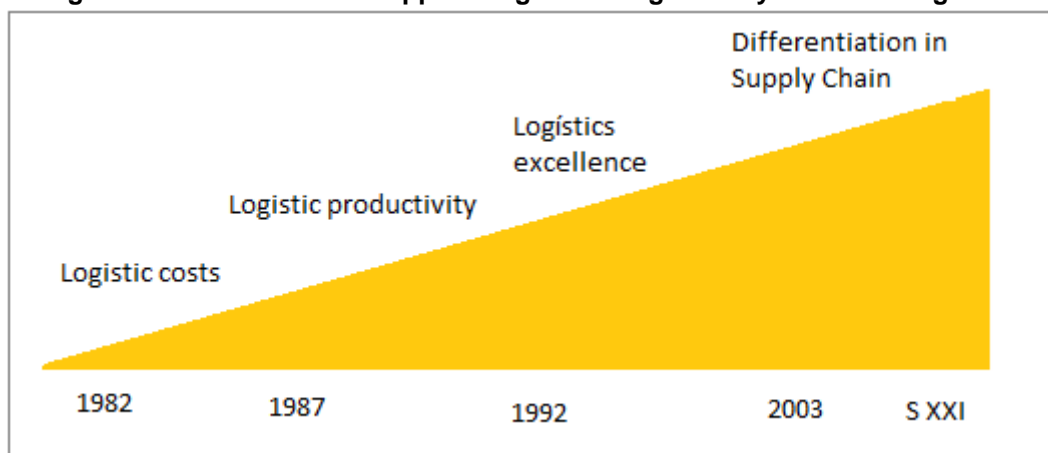 Differentiation in
Supply Chain
Logístics
excellence
Logistic productivity
Logistic costs
1982
1987
1992
2003
S XXI